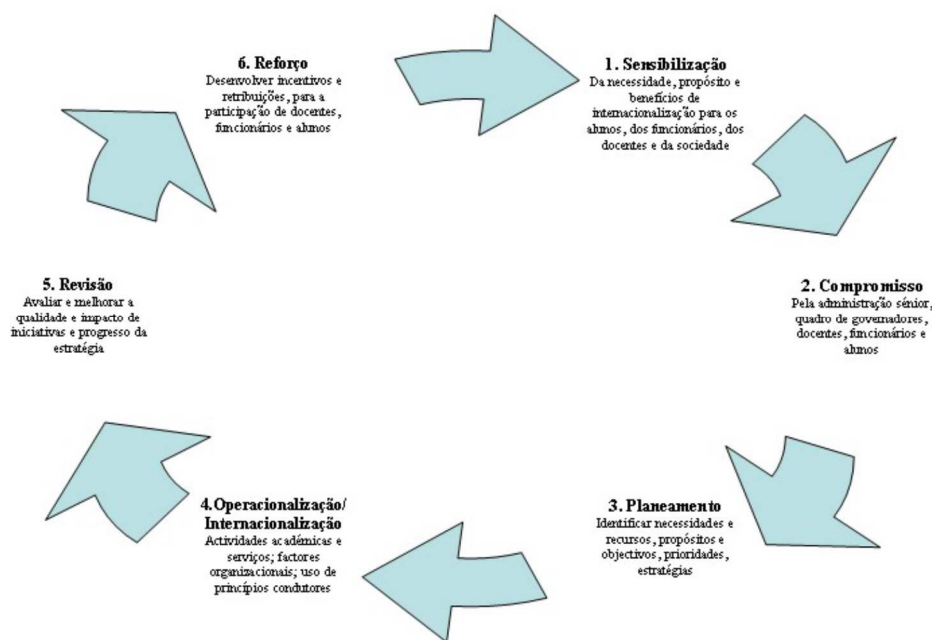 1. Sensibilização
Da necessidade, propósito e
benefícios de
internacionalização para os
alunos, dos funcionários, dos
docentes e da sociedade
2. Compromisso
Pela administração sénior,
quadro de governadores,
docentes, funcionários e
alunos
3. Planeamento
Identificar necessidades e
recursos, propósitos e
objectivos, prioridades,
estratégias
4.Operacionalização/
Internacionalização
Actividades académicas e
serviços; factores
organizacionais; uso de
princípios condutores
5. Revisão
Avaliar e melhorar a
qualidade e impacto de
iniciativas e progresso da
estratégia
6. Reforço
Desenvolver incentivos e
retribuições, para a
participação de docentes,
funcionários e alunos